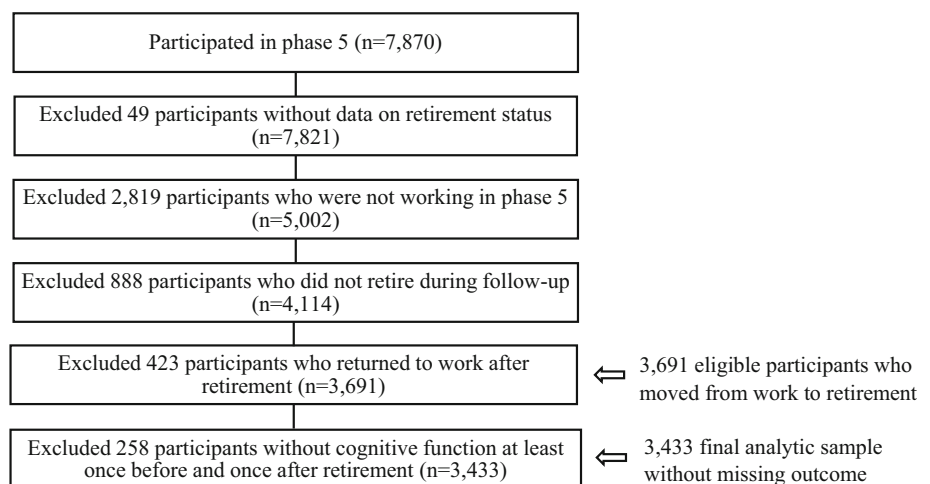 Participated in phase 5 (n=7,870)
Excluded 49 participants without data on retirement status
(n=7,821)
Excluded 2,819 participants who were not working in phase 5
(n=5,002)
Excluded 888 participants who did not retire during follow-up
(n=4,114)
Excluded 423 participants who returned to work after
retirement (n=3,691)
3,691 eligible participants who
moved from work to retirement
Excluded 258 participants without cognitive function at least
once before and once after retirement (n=3,433)
3,433 final analytic sample
without missing outcome